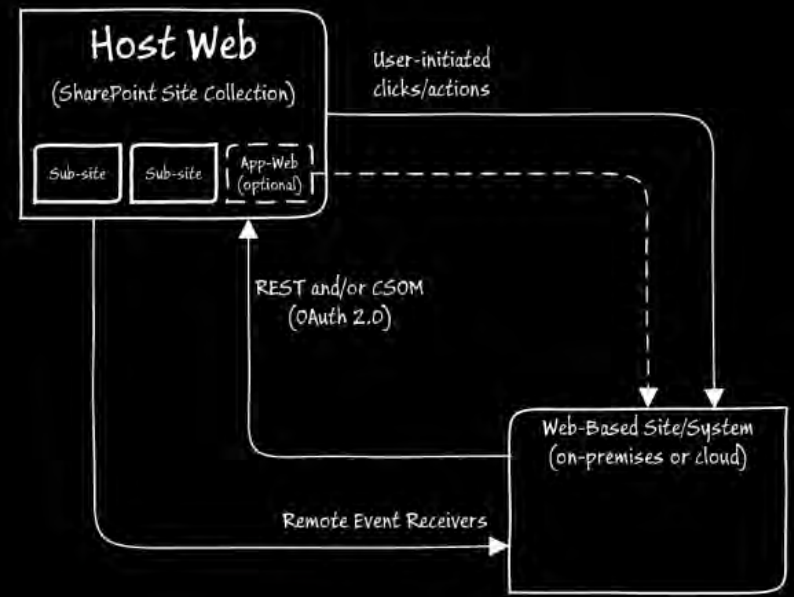 Host Web
(SharePoint Site Collection)
User-initiated
clicks/actions
Sub-site
Sub-site
App-Web
(optional)
REST and/or CSOM
(OAuth 2.0)
Web-Based Site/System
(on-premises or cloud)
Remote Event Receivers